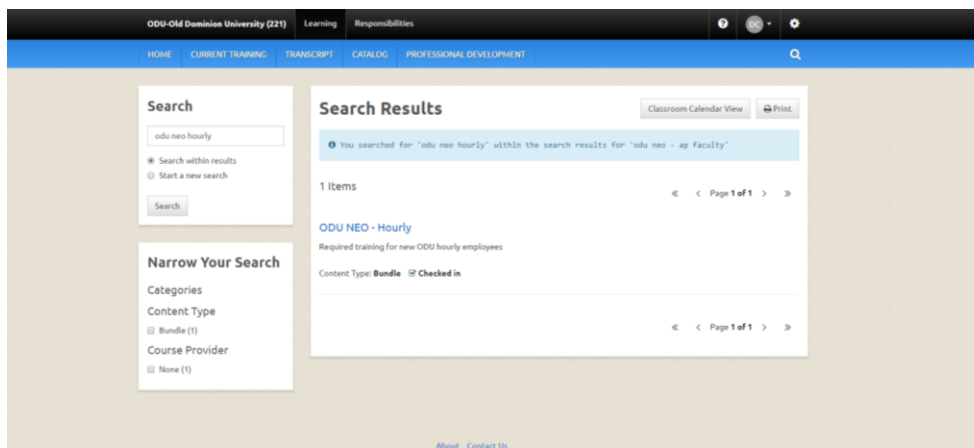 ODU-Old Dominion University (221) Learning Responsibilities DC
HOME CURRENT TRAINING TRANSCRIPT CATALOG PROFESSIONAL DEVELOPMENT
Search
odu neo hourly
Search within results
Start a new search
Search
Narrow Your Search
Categories
Content Type
Bundle (1)
Course Provider
None (1)
Search Results
Classroom Calendar View Print
You searched for 'odu neo hourly' within the search results for 'odu neo - ap faculty'
1 Items
« < Page 1 of 1 > »
ODU NEO - Hourly
Required training for new ODU hourly employees
Content Type: Bundle Checked in
« < Page 1 of 1 > »
About Contact Us